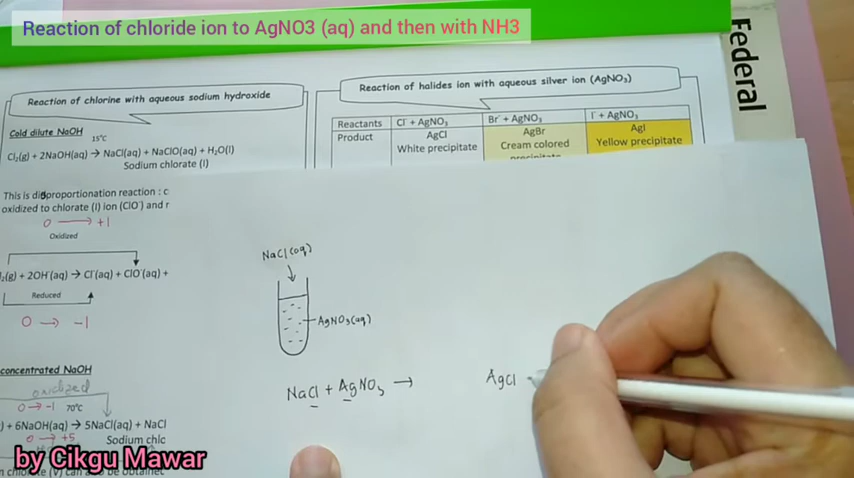 Reaction of chloride ion to AgNO3 (aq) and then with NH3
Federal
Reaction of chlorine with aqueous sodium hydroxide
Cold dilute NaOH
15°C
Cl₂(g) + 2NaOH(aq) → NaCl(aq) + NaClO(aq) + H₂O(l)
Sodium chlorate (I)
This is disproportionation reaction : c
oxidized to chlorate (I) ion (ClO⁻) and r
0 → +1
Oxidized
₂(g) + 2OH⁻(aq) → Cl⁻(aq) + ClO⁻(aq) +
Reduced
0 → -1
concentrated NaOH
oxidized
0 → -1 70°C
) + 6NaOH(aq) → 5NaCl(aq) + NaCl
0 → +5 Sodium chlc
Reaction of halides ion with aqueous silver ion (AgNO₃)
Reactants Cl⁻ + AgNO₃ Br⁻ + AgNO₃ I⁻ + AgNO₃
Product AgCl AgBr AgI
White precipitate Cream colored Yellow precipitate
precipitate
NaCl(aq)
AgNO₃(aq)
NaCl + AgNO₃ → AgCl
by Cikgu Mawar